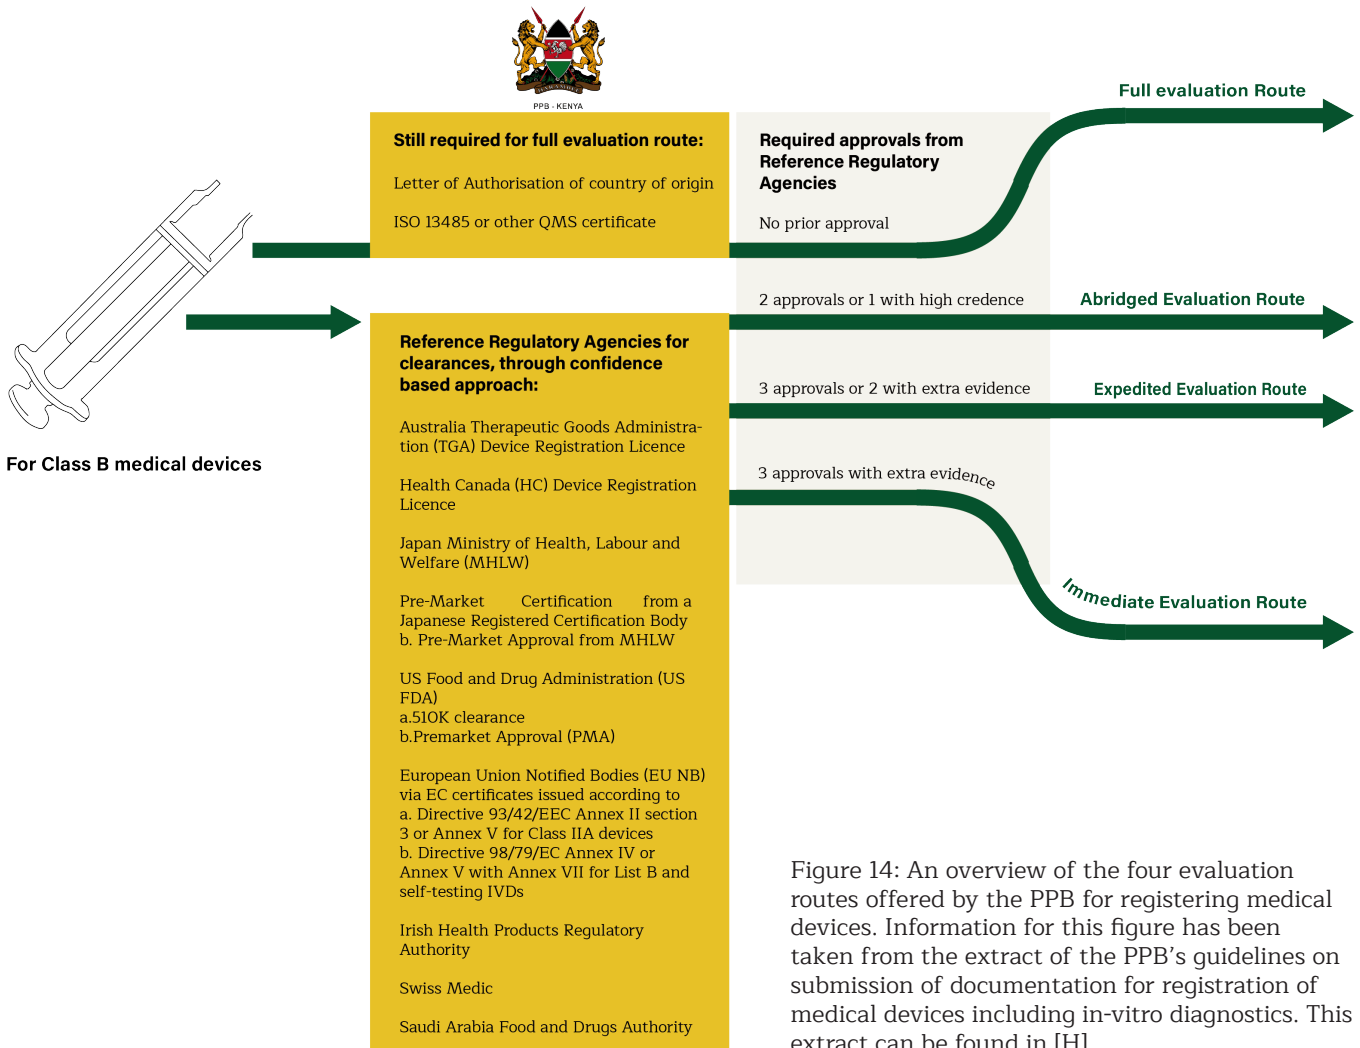 PPB - KENYA
Full evaluation Route
Still required for full evaluation route:
Letter of Authorisation of country of origin
ISO 13485 or other QMS certificate
Required approvals from
Reference Regulatory
Agencies
No prior approval
2 approvals or 1 with high credence
Abridged Evaluation Route
3 approvals or 2 with extra evidence
Expedited Evaluation Route
3 approvals with extra evidence
Immediate Evaluation Route
For Class B medical devices
Reference Regulatory Agencies for
clearances, through confidence
based approach:
Australia Therapeutic Goods Administra-
tion (TGA) Device Registration Licence
Health Canada (HC) Device Registration
Licence
Japan Ministry of Health, Labour and
Welfare (MHLW)
Pre-Market Certification from a
Japanese Registered Certification Body
b. Pre-Market Approval from MHLW
US Food and Drug Administration (US
FDA)
a.510K clearance
b.Premarket Approval (PMA)
European Union Notified Bodies (EU NB)
via EC certificates issued according to
a. Directive 93/42/EEC Annex II section
3 or Annex V for Class IIA devices
b. Directive 98/79/EC Annex IV or
Annex V with Annex VII for List B and
self-testing IVDs
Irish Health Products Regulatory
Authority
Swiss Medic
Saudi Arabia Food and Drugs Authority
Figure 14: An overview of the four evaluation
routes offered by the PPB for registering medical
devices. Information for this figure has been
taken from the extract of the PPB's guidelines on
submission of documentation for registration of
medical devices including in-vitro diagnostics. This
extract can be found in [H]